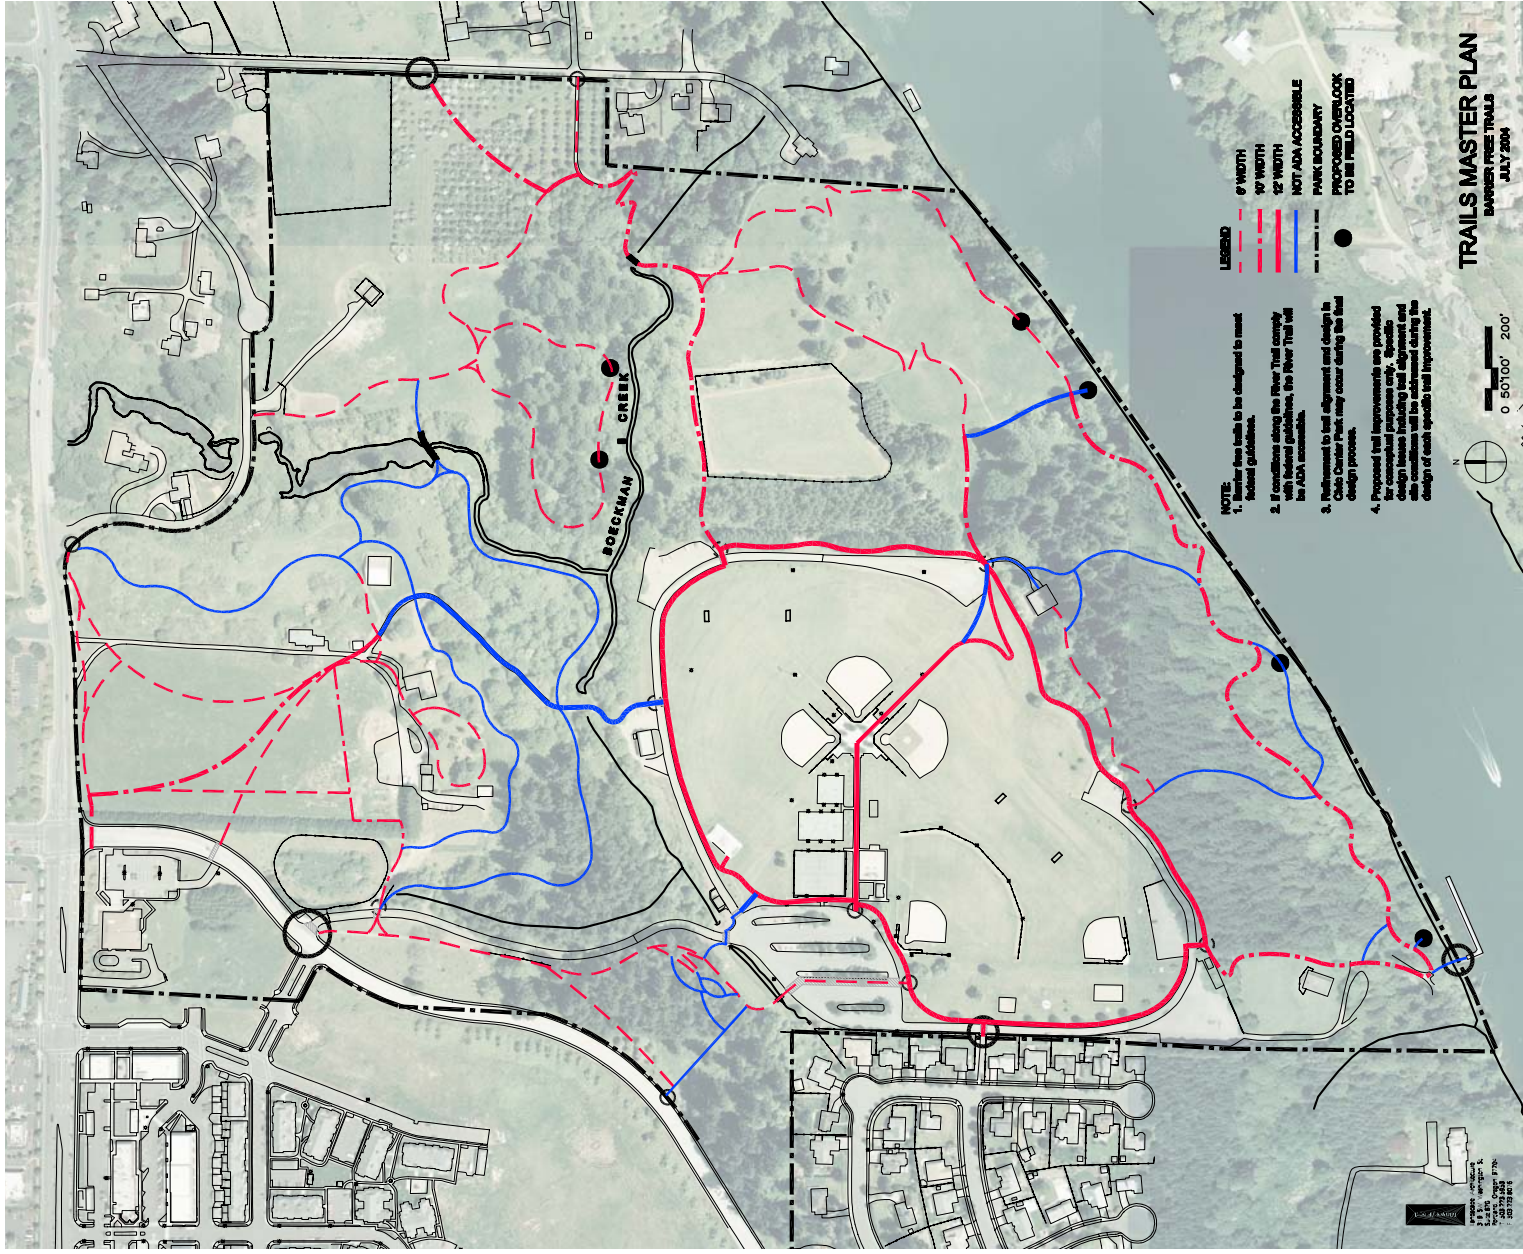 TRAILS MASTER PLAN
BARRIER FREE TRAILS
JULY 2004
LEGEND
6' WIDTH
10' WIDTH
12' WIDTH
NOT ADA ACCESSIBLE
PARK BOUNDARY
PROPOSED OVERLOOK
TO BE FIELD LOCATED
NOTE:
1. Barrier free trails to be designed to meet
federal guidelines.
2. If conditions along the River Trail comply
with federal guidelines, the River Trail will
be ADA accessible.
3. Refinement to trail alignment and design in
Civic Center Park may occur during the final
design process.
4. Proposed trail improvements are provided
for conceptual purposes only. Specific
design issues including trail alignment and
site conditions will be addressed during the
design of each specific trail improvement.
N
0 50'100' 200'
BOECKMAN CREEK